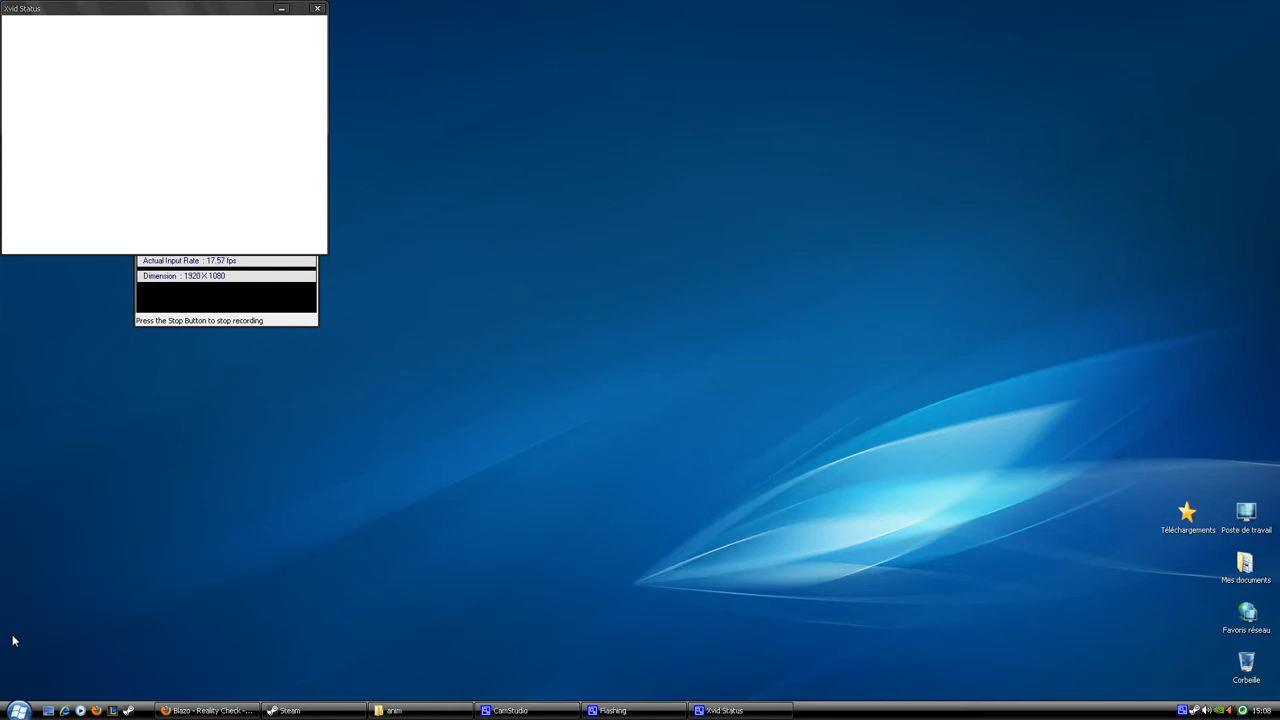 Xvid Status
Actual Input Rate : 17.57 fps
Dimension : 1920 X 1080
Press the Stop Button to stop recording
Téléchargements
Poste de travail
Mes documents
Favoris réseau
Corbeille
Blazo - Reality Check -...
Steam
anim
CamStudio
Flashing
Xvid Status
15:08